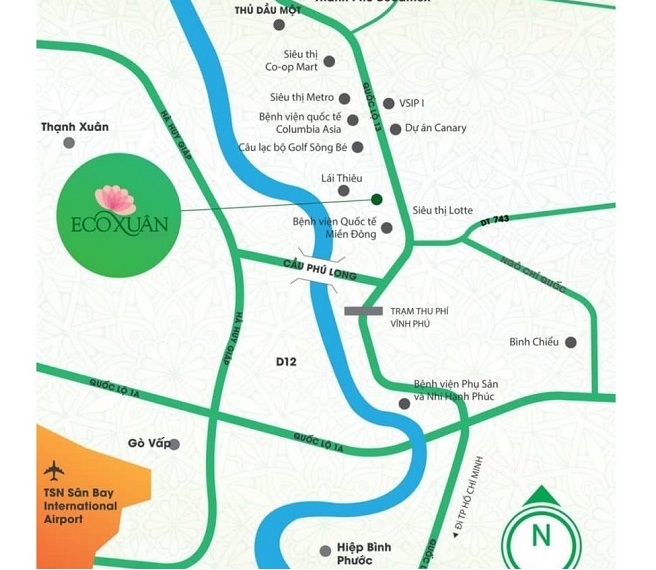 THỦ DẦU MỘT
Siêu thị
Co-op Mart
QUỐC LỘ 13
Siêu thị Metro
VSIP I
Bệnh viện quốc tế
Columbia Asia
Dự án Canary
HÀ HUY GIÁP
Thạnh Xuân
Câu lạc bộ Golf Sông Bé
Lái Thiêu
ECOXUÂN
Siêu thị Lotte
Bệnh viện Quốc tế
Miền Đông
DT 743
CẦU PHÚ LONG
NGÔ CHÍ QUỐC
TRẠM THU PHÍ
VĨNH PHÚ
HÀ HUY GIÁP
Bình Chiểu
D12
QUỐC LỘ 1A
Bệnh viện Phụ Sản
và Nhi Hạnh Phúc
Gò Vấp
QUỐC LỘ 1A
ĐI TP HỒ CHÍ MINH
TSN Sân Bay
International
Airport
N
Hiệp Bình
Phước